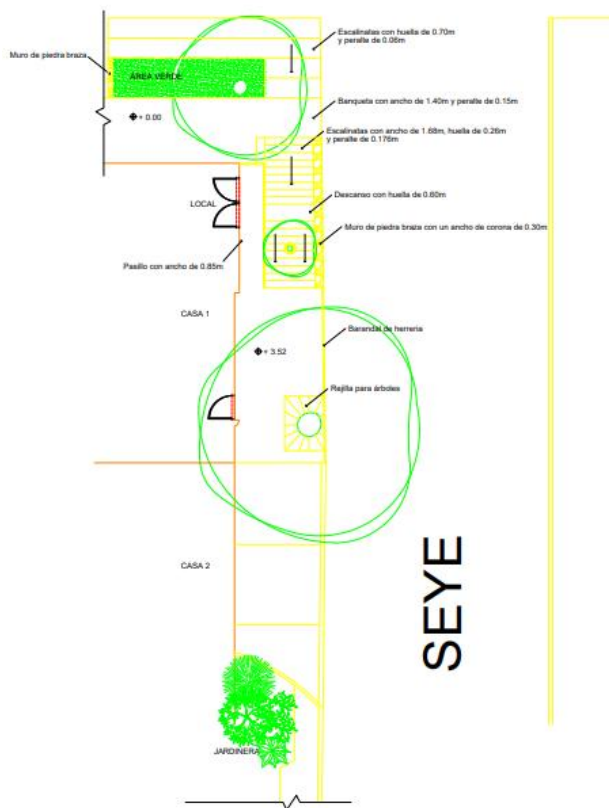 Escalinatas con huella de 0.70m
y peralte de 0.06m
Muro de piedra braza
ÁREA VERDE
Banqueta con ancho de 1.40m y peralte de 0.15m
+ 0.00
Escalinatas con ancho de 1.68m, huella de 0.26m
y peralte de 0.176m
Descanso con huella de 0.60m
LOCAL
Muro de piedra braza con un ancho de corona de 0.30m
Pasillo con ancho de 0.85m
CASA 1
Barandal de herreria
+ 3.52
Rejilla para árboles
SEYE
CASA 2
JARDINERA